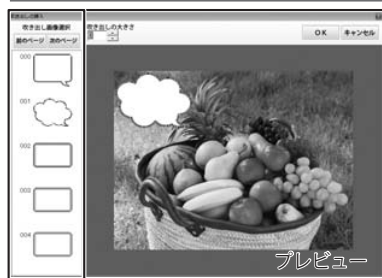 吹き出しの挿入
吹き出し画像選択
前のページ 次のページ
000
001
002
003
004
吹き出しの大きさ
OK キャンセル
プレビュー